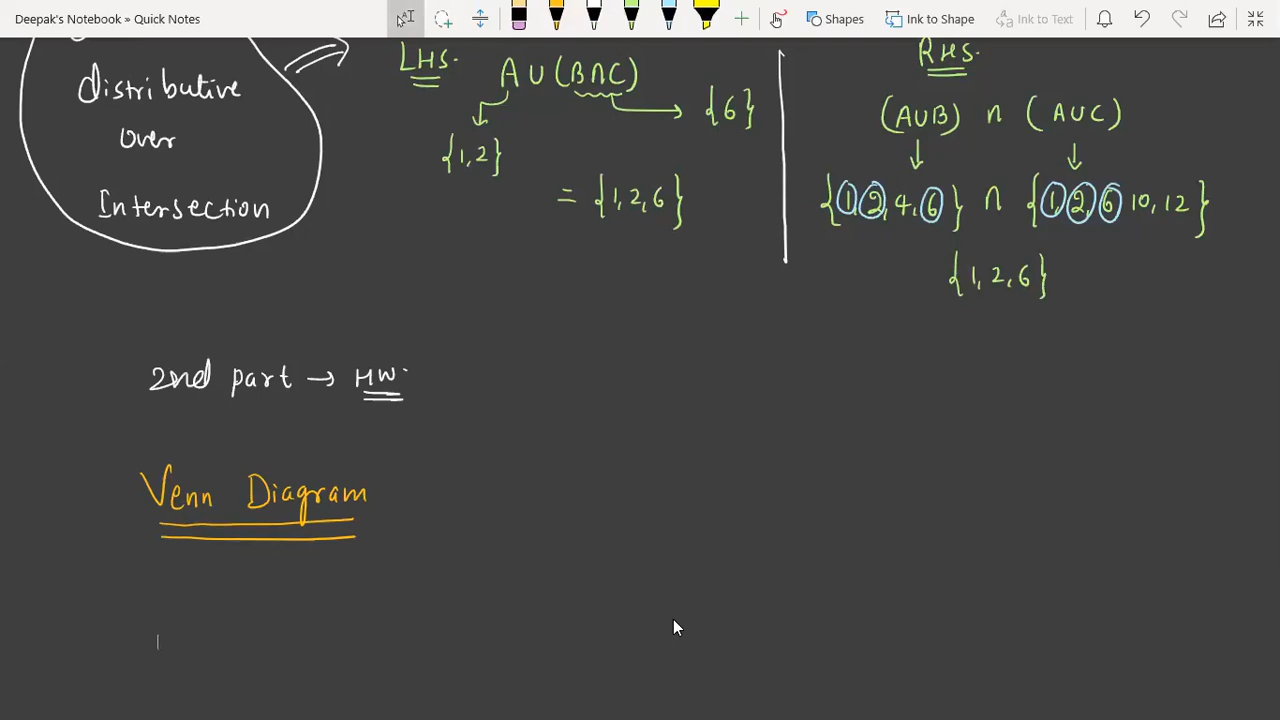 Deepak's Notebook » Quick Notes
Shapes
Ink to Shape
Ink to Text
distributive
over
Intersection
LHS.
A∪(B∩C)
{6}
{1,2}
= {1,2,6}
RHS.
(A∪B) ∩ (A∪C)
{1,2,4,6} ∩ {1,2,6 10,12}
{1,2,6}
2nd part → HW.
Venn Diagram